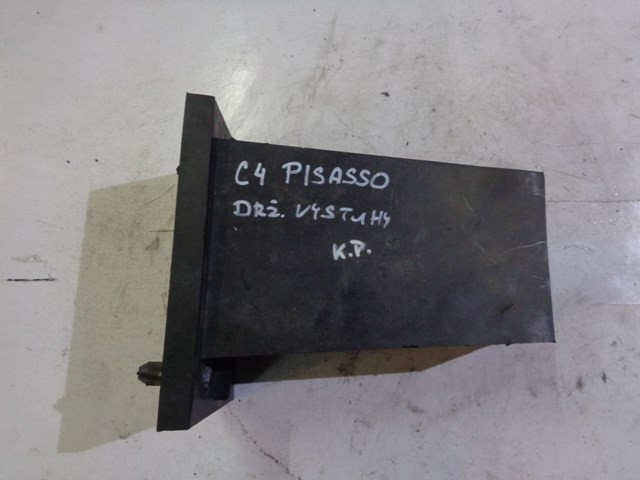 C4 PISASSO
DRŽ. VÝSTUHY
K.P.